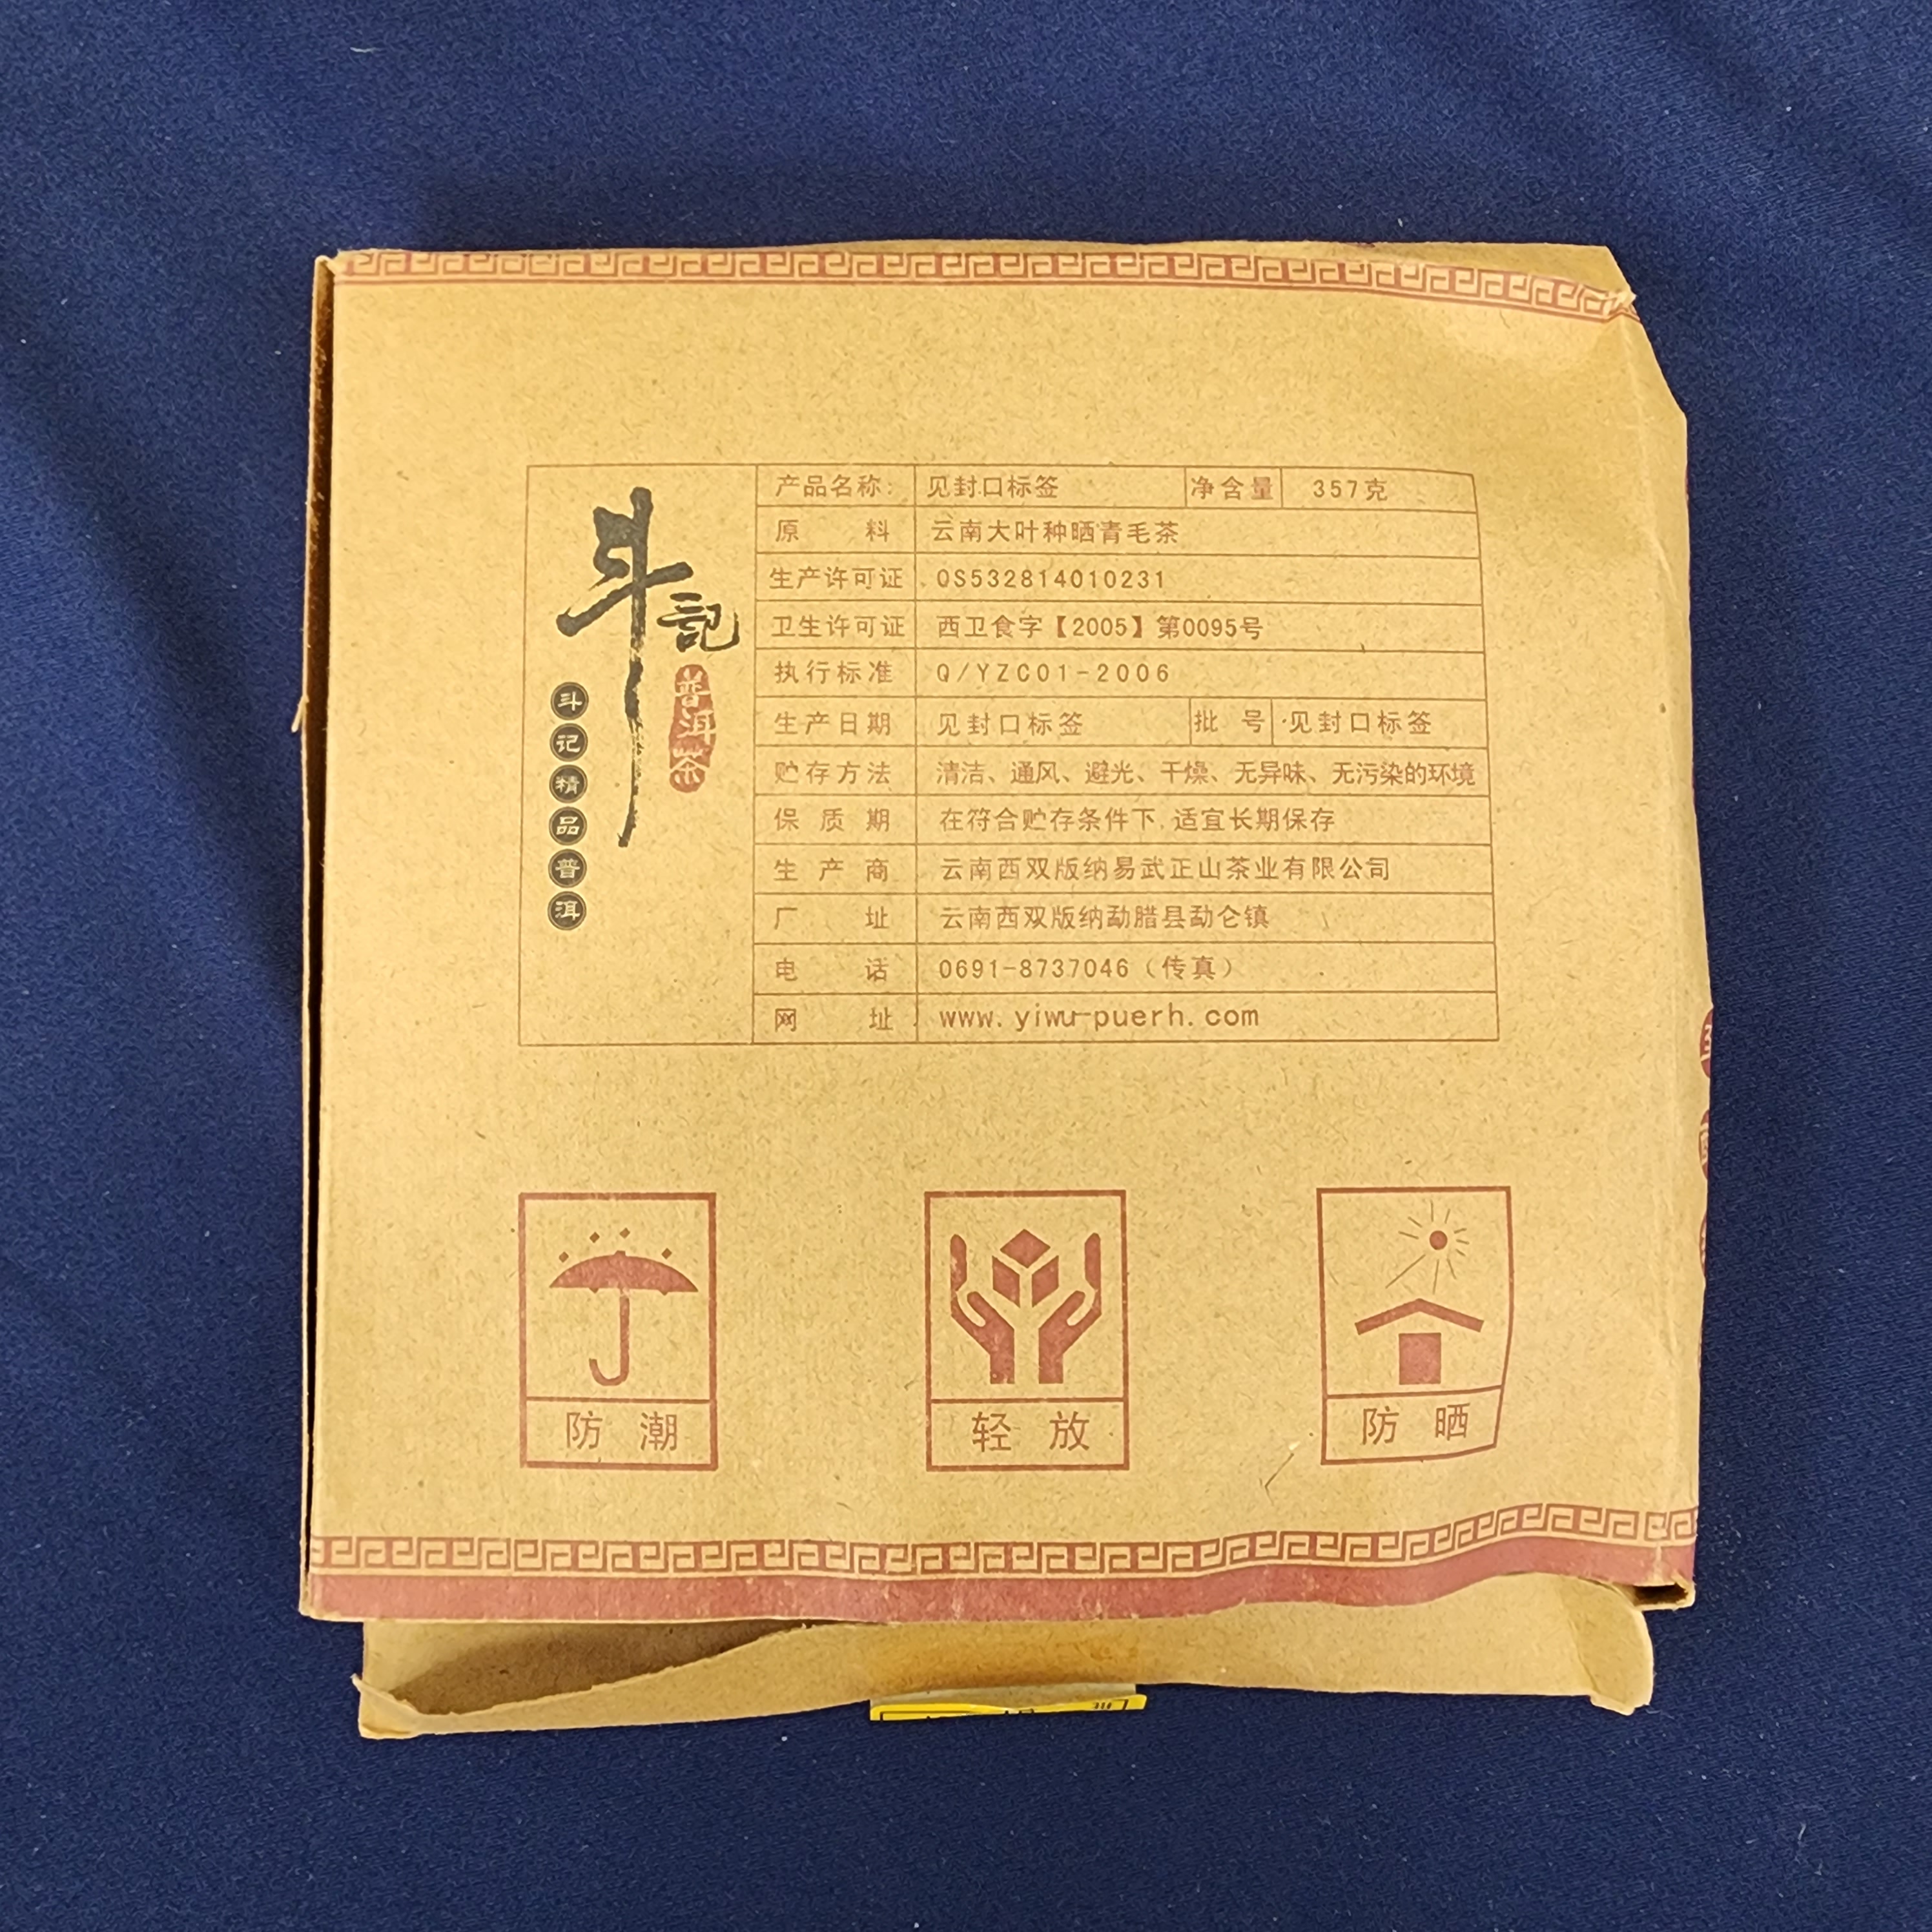 斗記
普洱茶
斗记精品普洱
产品名称: 见封口标签 净含量 357克
原料 云南大叶种晒青毛茶
生产许可证 QS532814010231
卫生许可证 西卫食字【2005】第0095号
执行标准 Q/YZC01-2006
生产日期 见封口标签 批号 见封口标签
贮存方法 清洁、通风、避光、干燥、无异味、无污染的环境
保质期 在符合贮存条件下,适宜长期保存
生产商 云南西双版纳易武正山茶业有限公司
厂址 云南西双版纳勐腊县勐仑镇
电话 0691-8737046（传真）
网址 www.yiwu-puerh.com
防潮
轻放
防晒